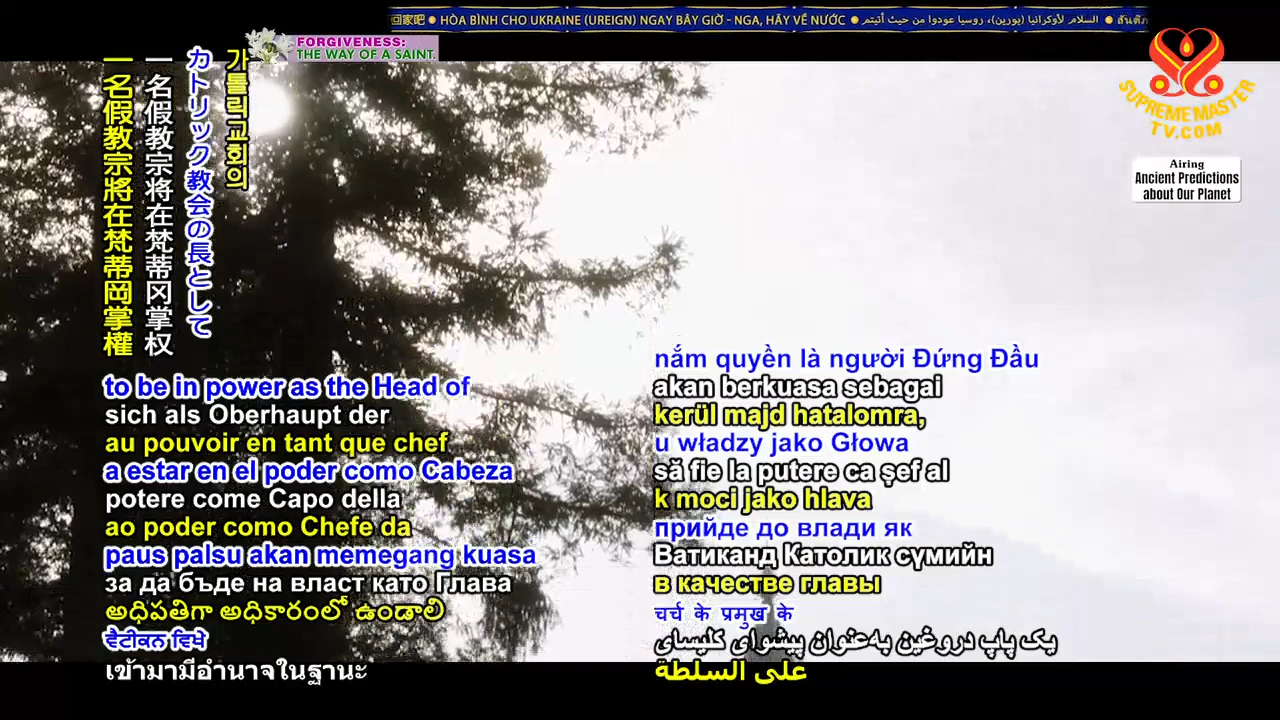 回家吧 HÒA BÌNH CHO UKRAINE (UREIGN) NGAY BÂY GIỜ - NGA, HÃY VỀ NƯỚC السلام لأوكرانيا (يورين)، روسيا عودوا من حيث أتيتم
FORGIVENESS:
THE WAY OF A SAINT.
SUPREME MASTER
TV.COM
Airing
Ancient Predictions
about Our Planet
가톨릭교회의
カトリック教会の長として
一名假教宗将在梵蒂冈掌权
一名假教宗將在梵蒂岡掌權
to be in power as the Head of
sich als Oberhaupt der
au pouvoir en tant que chef
a estar en el poder como Cabeza
potere come Capo della
ao poder como Chefe da
paus palsu akan memegang kuasa
за да бъде на власт като Глава
అధిపతిగా అధికారంలో ఉండాలి
ਵੈਟੀਕਨ ਵਿਖੇ
เข้ามามีอำนาจในฐานะ
nắm quyền là người Đứng Đầu
akan berkuasa sebagai
kerül majd hatalomra,
u władzy jako Głowa
să fie la putere ca șef al
k moci jako hlava
прийде до влади як
Ватиканд Католик сүмийн
в качестве главы
चर्च के प्रमुख के
یک پاپ دروغین به‌عنوان پیشوای کلیسای
على السلطة